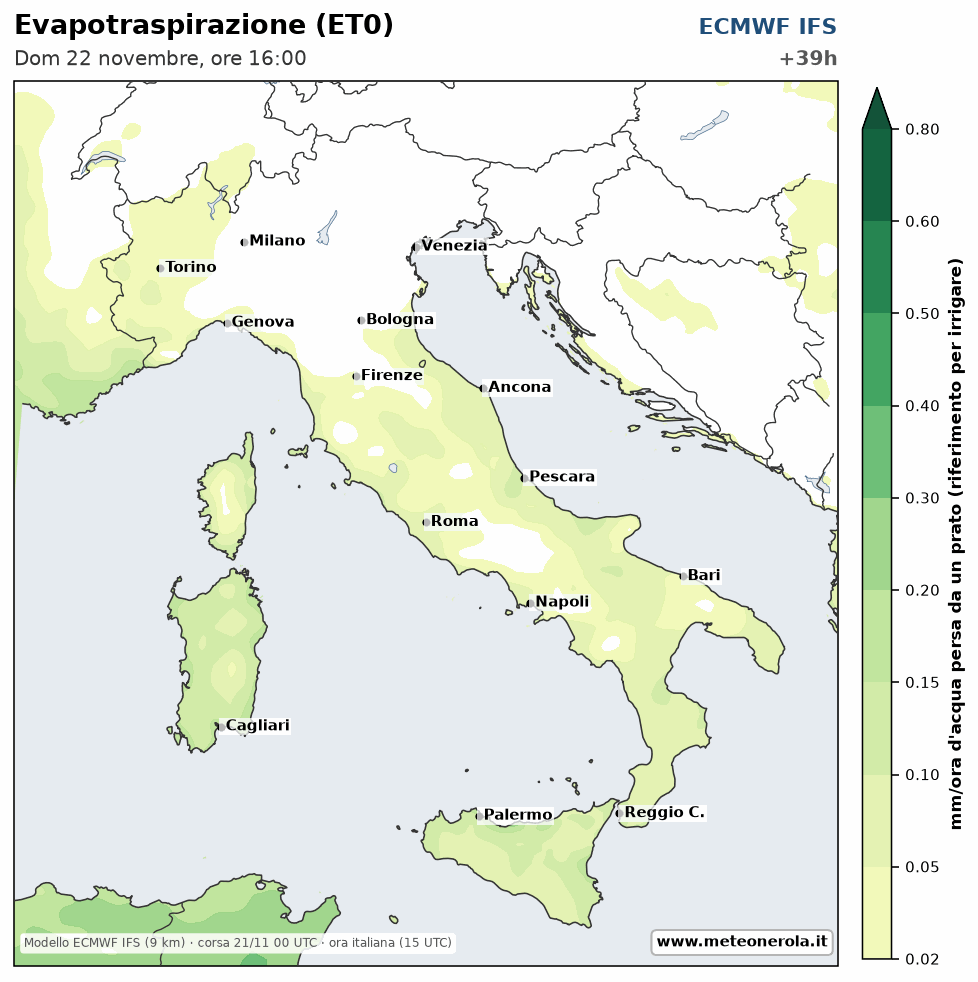 Evapotraspirazione (ET0)
ECMWF IFS
Dom 22 novembre, ore 16:00
+39h
Milano
Venezia
Torino
Genova
Bologna
Firenze
Ancona
Pescara
Roma
Bari
Napoli
Cagliari
Palermo
Reggio C.
0.80
0.60
0.50
0.40
0.30
0.20
0.15
0.10
0.05
0.02
mm/ora d'acqua persa da un prato (riferimento per irrigare)
Modello ECMWF IFS (9 km) · corsa 21/11 00 UTC · ora italiana (15 UTC)
www.meteonerola.it